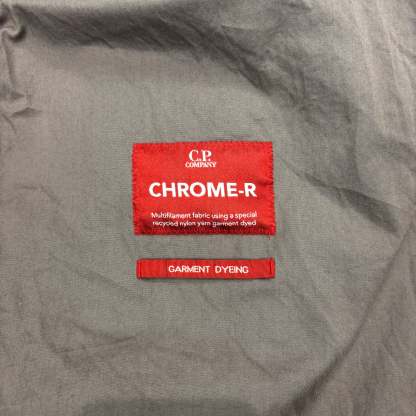 C.P.
COMPANY
CHROME-R
Multifilament fabric using a special
recycled nylon yarn garment dyed
GARMENT DYEING